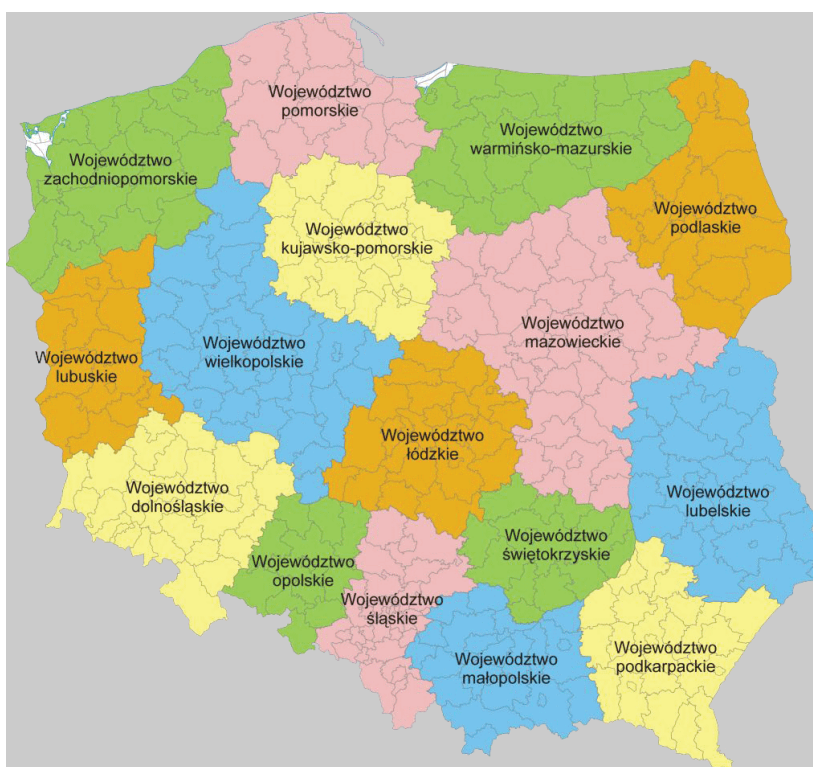 Województwo
pomorskie
Województwo
warmińsko-mazurskie
Województwo
zachodniopomorskie
Województwo
podlaskie
Województwo
kujawsko-pomorskie
Województwo
mazowieckie
Województwo
wielkopolskie
Województwo
lubuskie
Województwo
łódzkie
Województwo
dolnośląskie
Województwo
lubelskie
Województwo
świętokrzyskie
Województwo
opolskie
Województwo
śląskie
Województwo
małopolskie
Województwo
podkarpackie